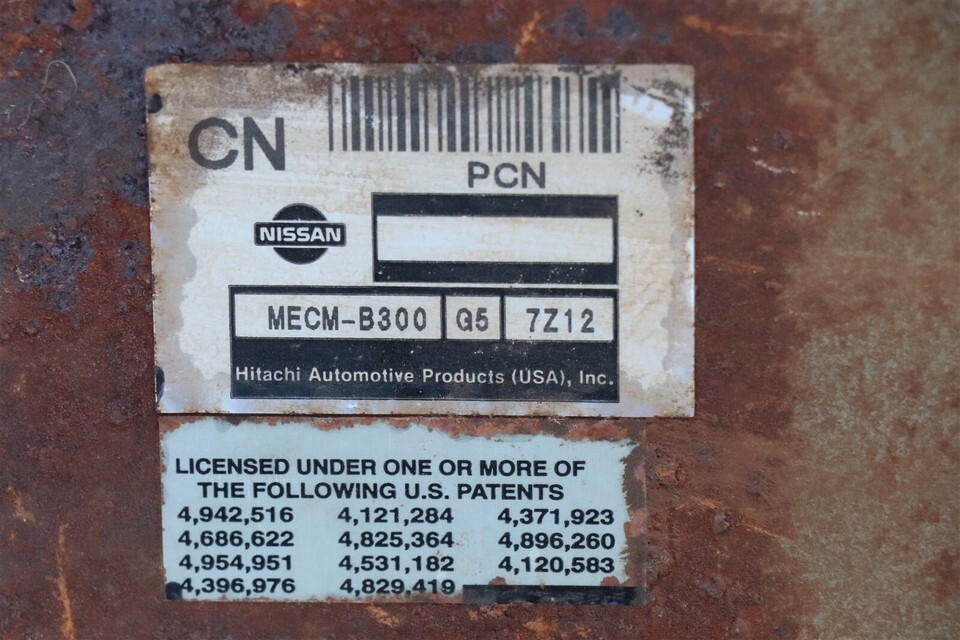 CN
PCN
NISSAN
MECM-B300 G5 7Z12
Hitachi Automotive Products (USA), Inc.
LICENSED UNDER ONE OR MORE OF
THE FOLLOWING U.S. PATENTS
4,942,516 4,121,284 4,371,923
4,686,622 4,825,364 4,896,260
4,954,951 4,531,182 4,120,583
4,396,976 4,829,419